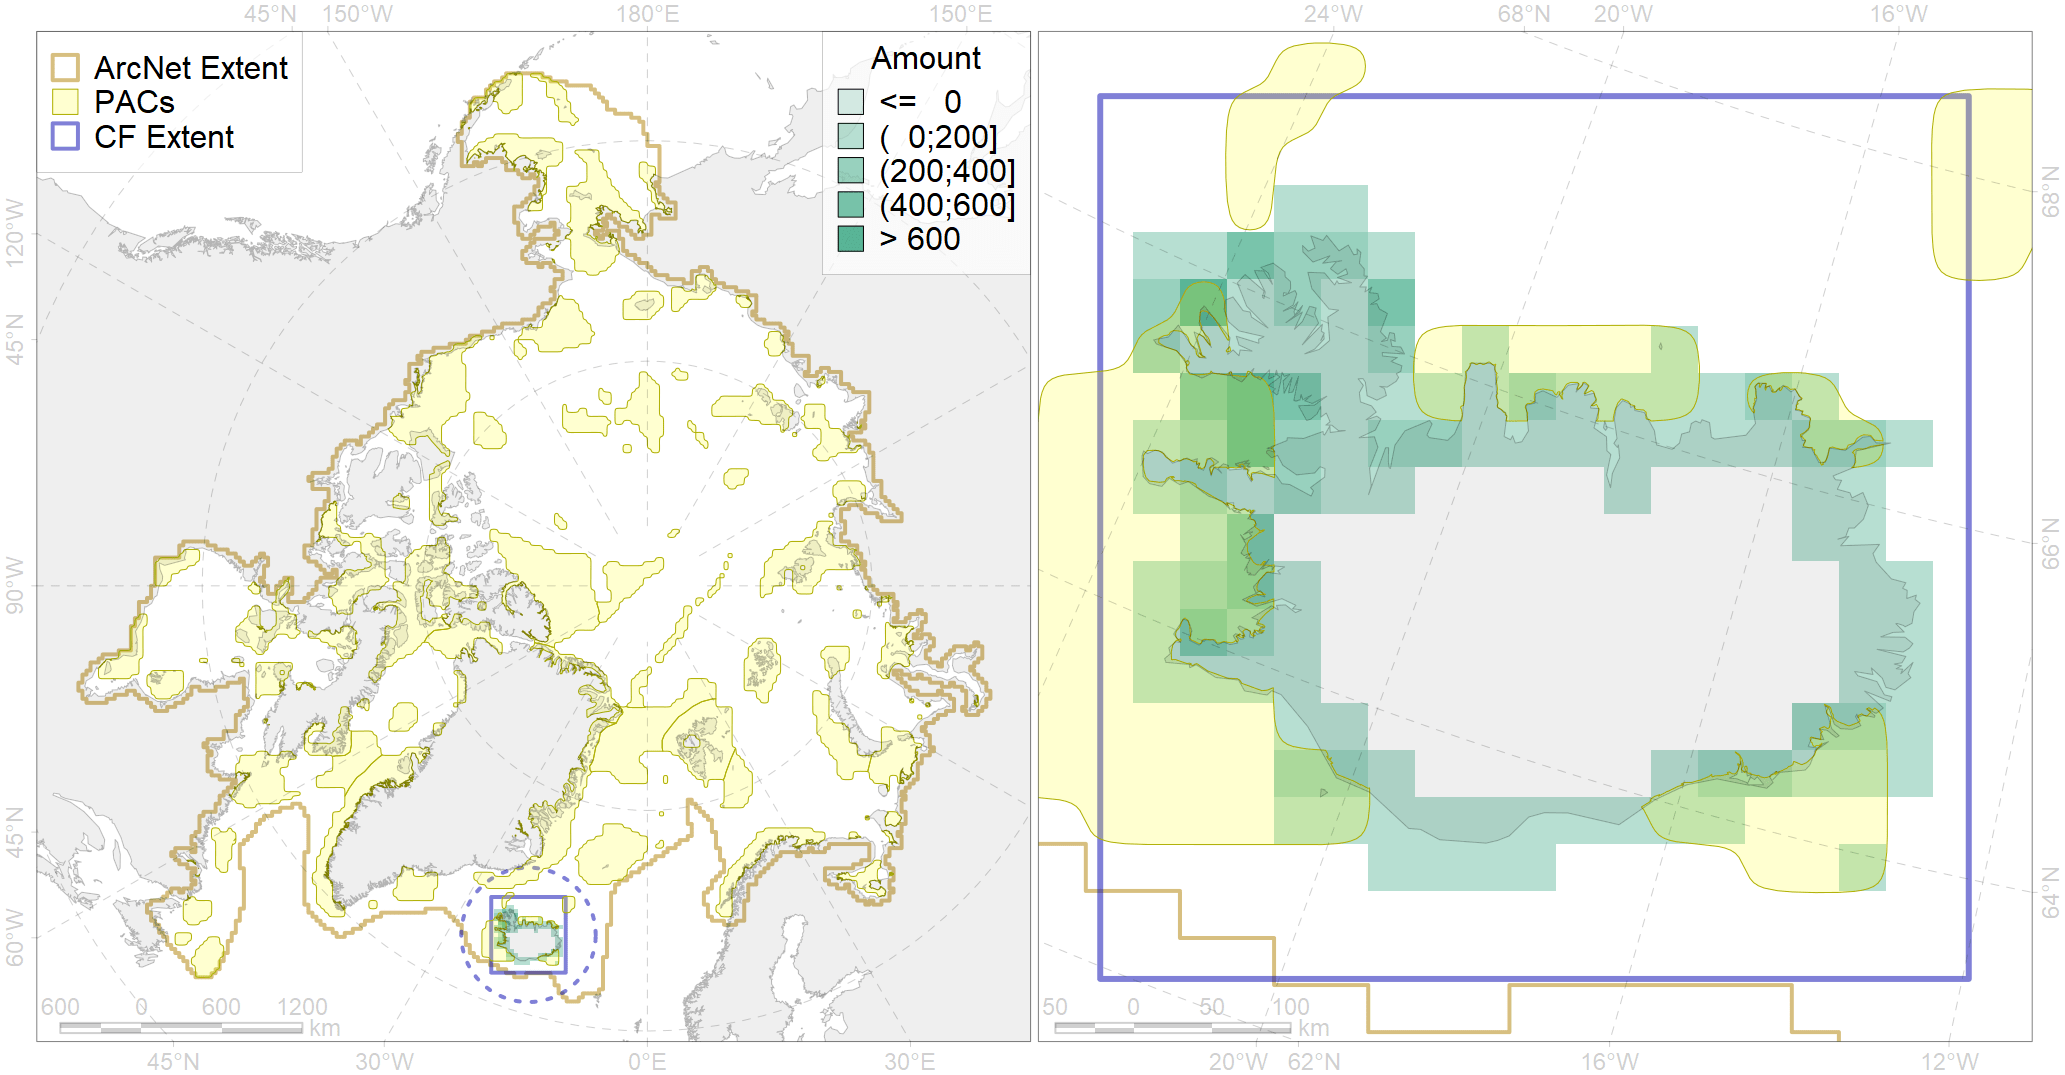 45°N 150°W 180°E 150°E 24°W 68°N 20°W 16°W
ArcNet Extent
PACs
CF Extent
Amount
<= 0
( 0;200]
(200;400]
(400;600]
> 600
120°W
45°N
90°W
45°N
60°W
68°N
66°N
64°N
600 0 600 1200
km
50 0 50 100
km
45°N 30°W 0°E 30°E 20°W 62°N 16°W 12°W